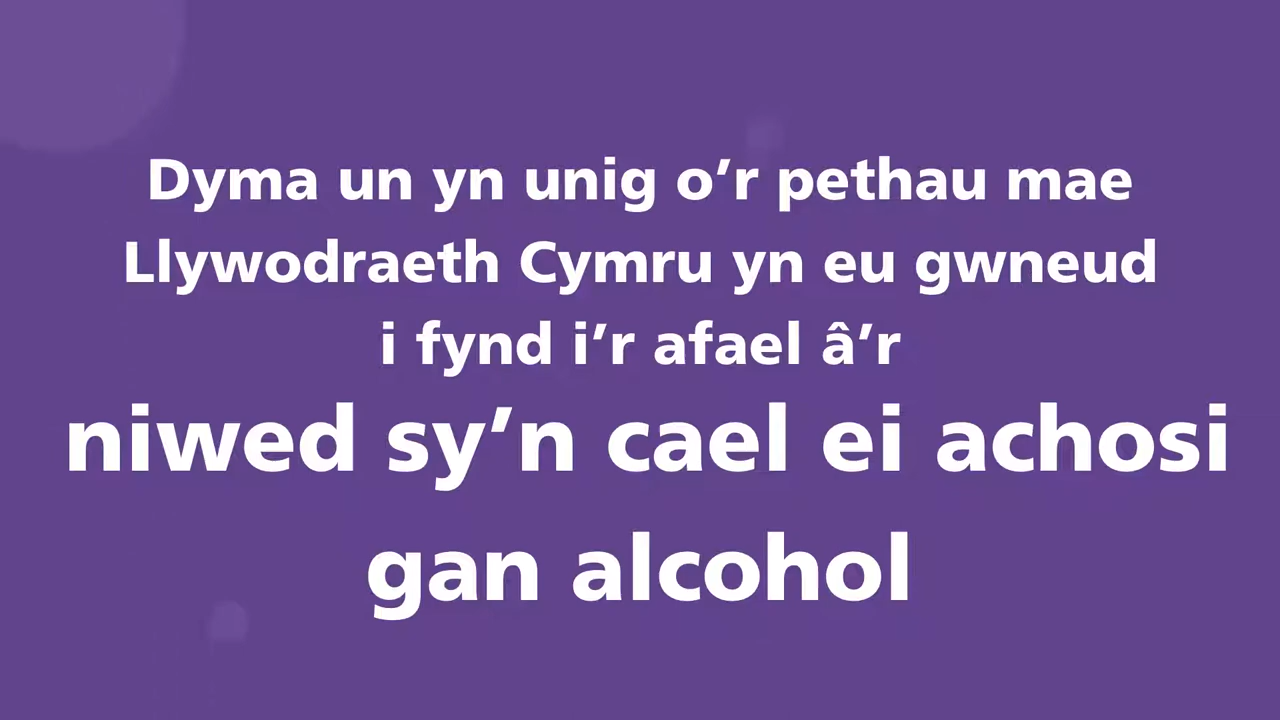 Dyma un yn unig o’r pethau mae
Llywodraeth Cymru yn eu gwneud
i fynd i’r afael â’r
niwed sy’n cael ei achosi
gan alcohol